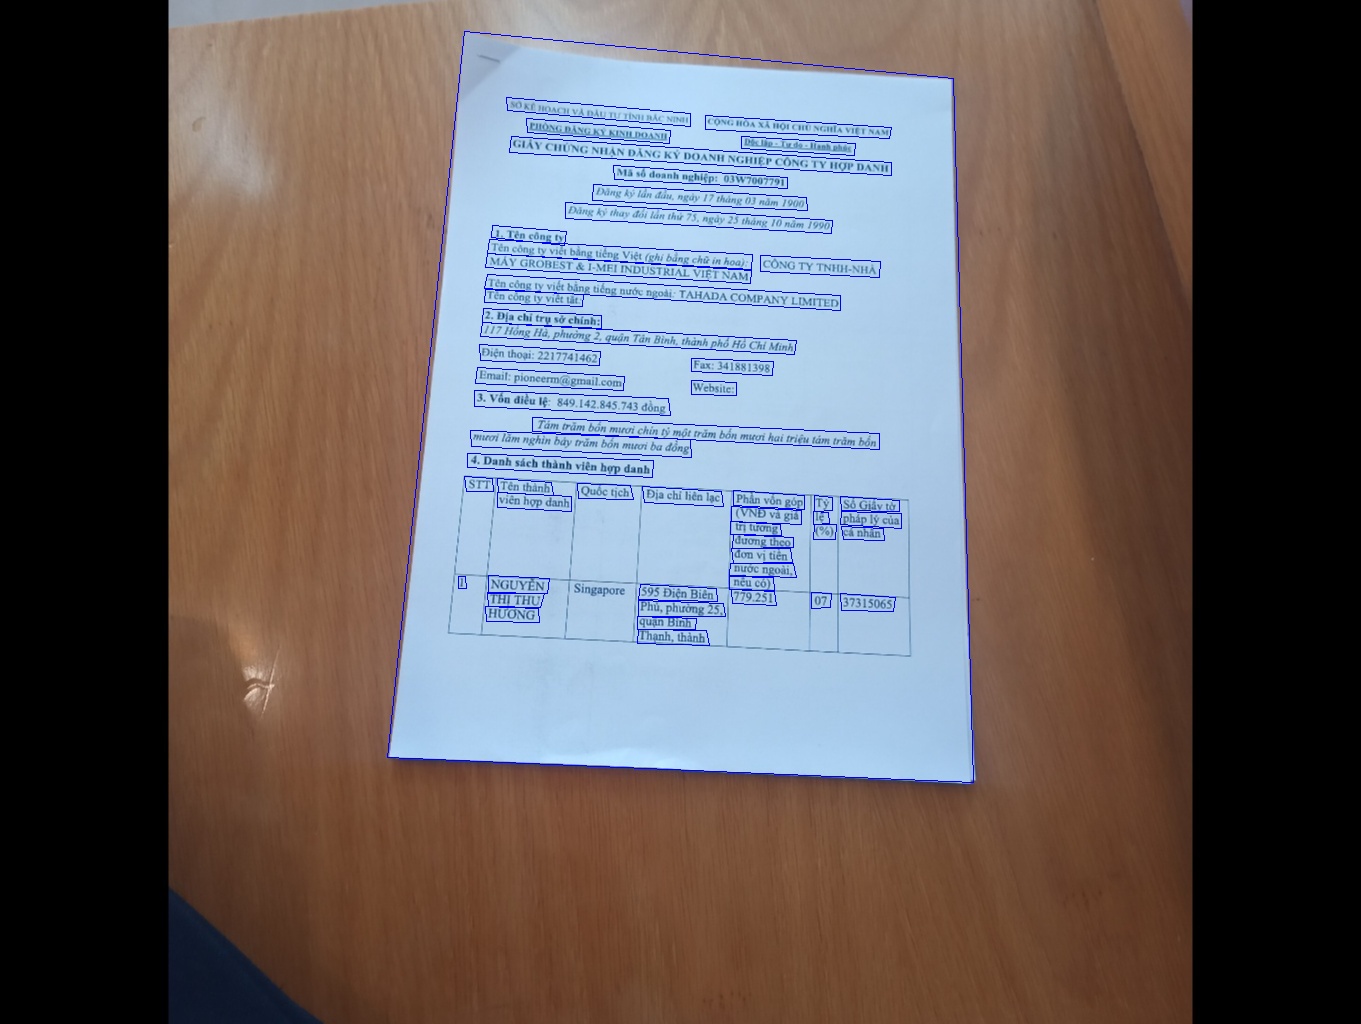 SỞ KẾ HOẠCH VÀ ĐẦU TƯ TỈNH BẮC NINH
CỘNG HÒA XÃ HỘI CHỦ NGHĨA VIỆT NAM
PHÒNG ĐĂNG KÝ KINH DOANH
Độc lập - Tự do - Hạnh phúc
GIẤY CHỨNG NHẬN ĐĂNG KÝ DOANH NGHIỆP CÔNG TY HỢP DANH
Mã số doanh nghiệp: 03W7007791
Đăng ký lần đầu, ngày 17 tháng 03 năm 1900
Đăng ký thay đổi lần thứ 75, ngày 25 tháng 10 năm 1990
1. Tên công ty
Tên công ty viết bằng tiếng Việt (ghi bằng chữ in hoa): CÔNG TY TNHH-NHÀ
MÁY GROBEST & I-MEI INDUSTRIAL VIỆT NAM
Tên công ty viết bằng tiếng nước ngoài: TAHADA COMPANY LIMITED
Tên công ty viết tắt:
2. Địa chỉ trụ sở chính:
117 Hồng Hà, phường 2, quận Tân Bình, thành phố Hồ Chí Minh
Điện thoại: 2217741462
Fax: 341881398
Email: pioneerm@gmail.com
Website:
3. Vốn điều lệ: 849.142.845.743 đồng
Tám trăm bốn mươi chín tỷ một trăm bốn mươi hai triệu tám trăm bốn
mươi lăm nghìn bảy trăm bốn mươi ba đồng
4. Danh sách thành viên hợp danh
STT
Tên thành
viên hợp danh
Quốc tịch
Địa chỉ liên lạc
Phần vốn góp
(VNĐ và giá
trị tương
đương theo
đơn vị tiền
nước ngoài,
nếu có)
Tỷ
lệ
(%)
Số Giấy tờ
pháp lý của
cá nhân
1
NGUYỄN
THỊ THU
HƯƠNG
Singapore
595 Điện Biên
Phủ, phường 25,
quận Bình
Thạnh, thành
779.251
07
37315065